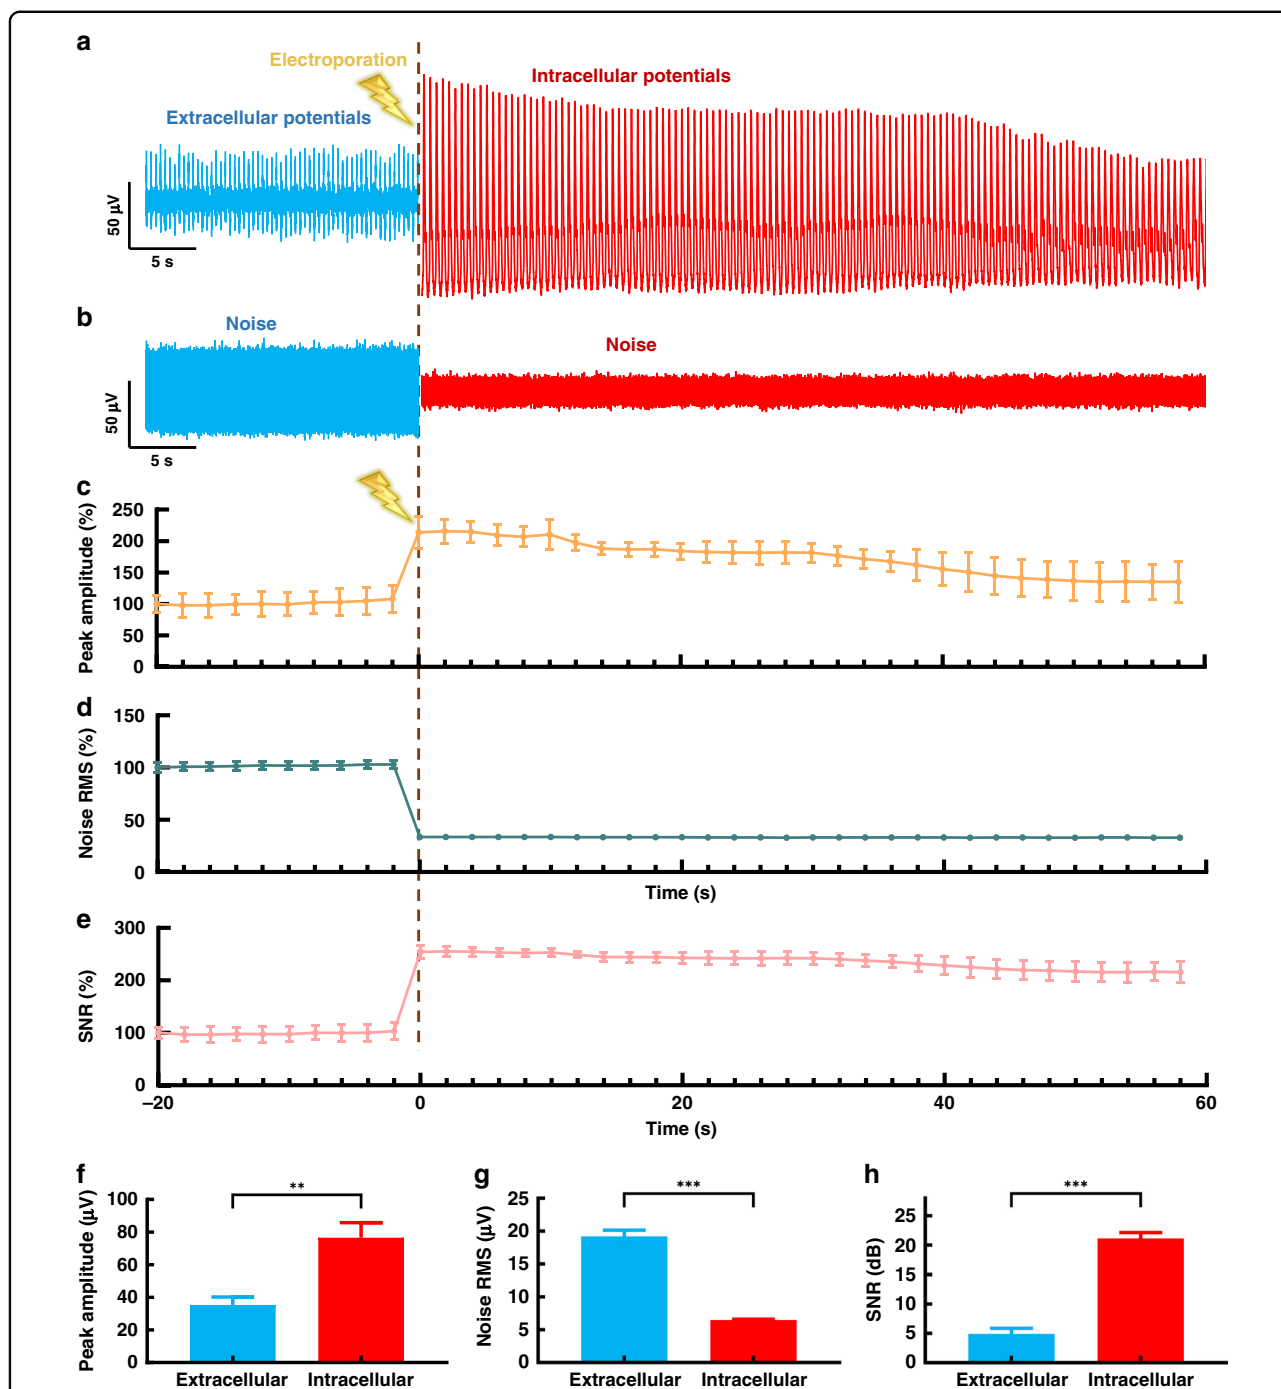 a
Electroporation
Intracellular potentials
Extracellular potentials
50 µV
5 s
b
Noise
Noise
50 µV
5 s
c
Peak amplitude (%)
250
200
150
100
50
0
d
Noise RMS (%)
150
100
50
0
Time (s)
e
SNR (%)
300
200
100
0
–20 0 20 40 60
Time (s)
f
**
Peak amplitude (µV)
100
80
60
40
20
0
Extracellular Intracellular
g
***
Noise RMS (µV)
25
20
15
10
5
0
Extracellular Intracellular
h
***
SNR (dB)
25
20
15
10
5
0
Extracellular Intracellular